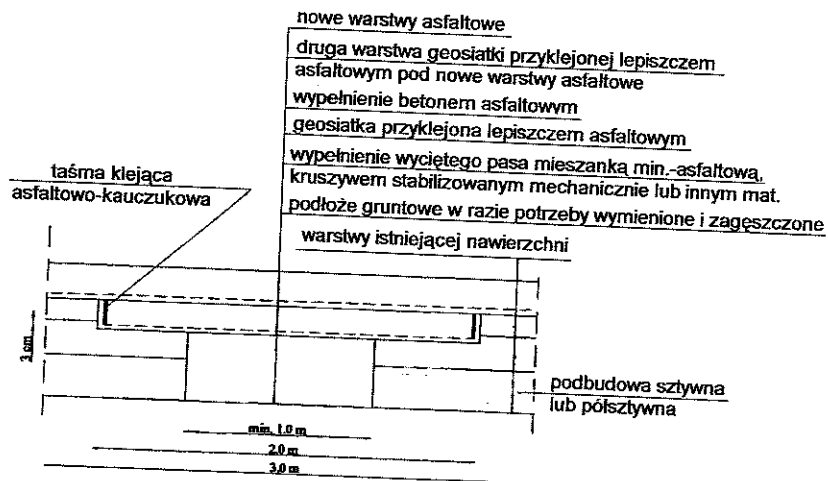 nowe warstwy asfaltowe
druga warstwa geosiatki przyklejonej lepiszczem
asfaltowym pod nowe warstwy asfaltowe
wypełnienie betonem asfaltowym
geosiatka przyklejona lepiszczem asfaltowym
wypełnienie wyciętego pasa mieszanką min.-asfaltową,
kruszywem stabilizowanym mechanicznie lub innym mat.
podłoże gruntowe w razie potrzeby wymienione i zagęszczone
warstwy istniejącej nawierzchni
taśma klejąca
asfaltowo-kauczukowa
3 cm
podbudowa sztywna
lub półsztywna
min. 1.0 m
2.0 m
3.0 m